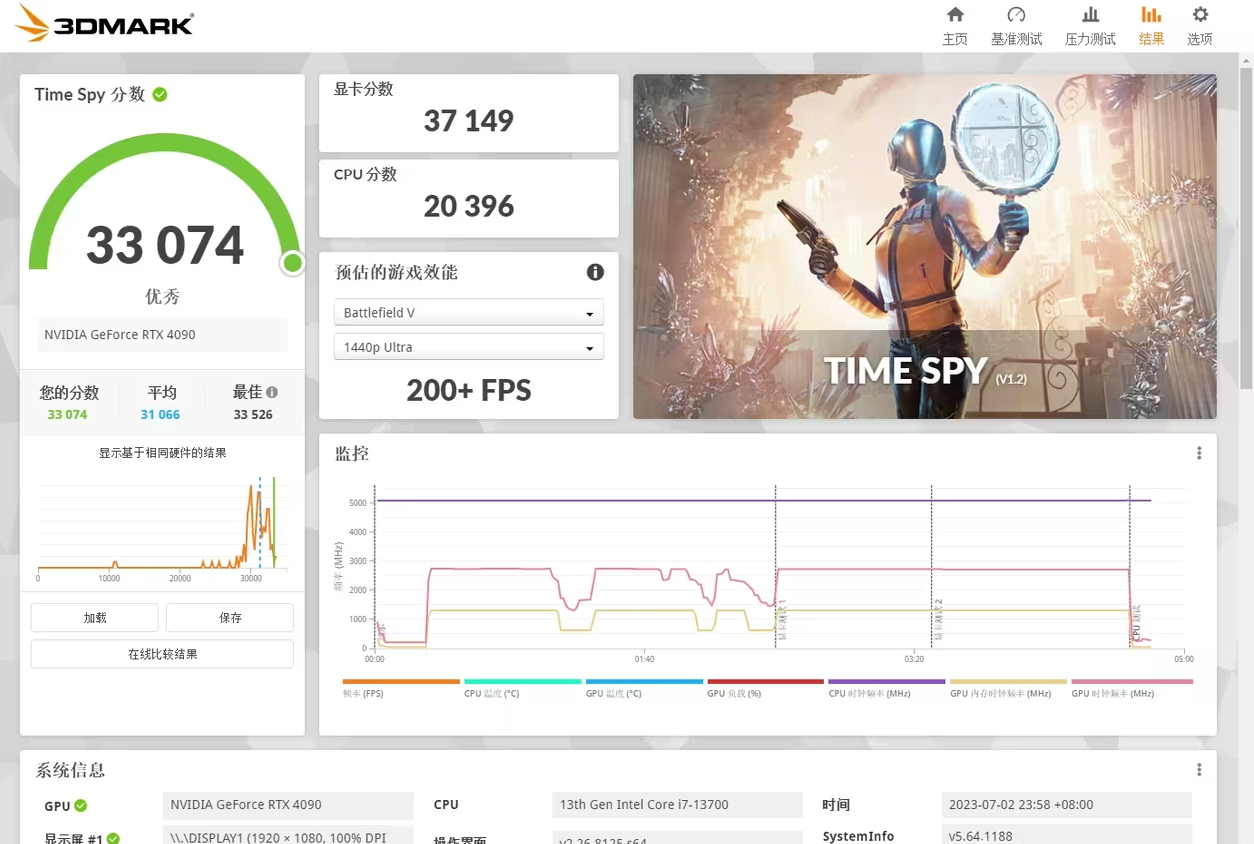 3DMARK
主页 基准测试 压力测试 结果 选项
Time Spy 分数
33 074
优秀
NVIDIA GeForce RTX 4090
您的分数 平均 最佳
33 074 31 066 33 526
显示基于相同硬件的结果
0 10000 20000 30000
加载 保存
在线比较结果
显卡分数
37 149
CPU 分数
20 396
预估的游戏效能
Battlefield V
1440p Ultra
200+ FPS
TIME SPY (V1.2)
监控
频率 (MHz)
5000
4000
3000
2000
1000
0
显卡测试 1
显卡测试 2
CPU 测试
00:00 01:40 03:20 05:00
帧率 (FPS) CPU 温度 (°C) GPU 温度 (°C) GPU 负载 (%) CPU 时钟频率 (MHz) GPU 内存时钟频率 (MHz) GPU 时钟频率 (MHz)
系统信息
GPU NVIDIA GeForce RTX 4090 CPU 13th Gen Intel Core i7-13700 时间 2023-07-02 23:58 +08:00
显示屏 #1 \\.\DISPLAY1 (1920 × 1080, 100% DPI 操作界面 v2.26.8125 s64 SystemInfo v5.64.1188